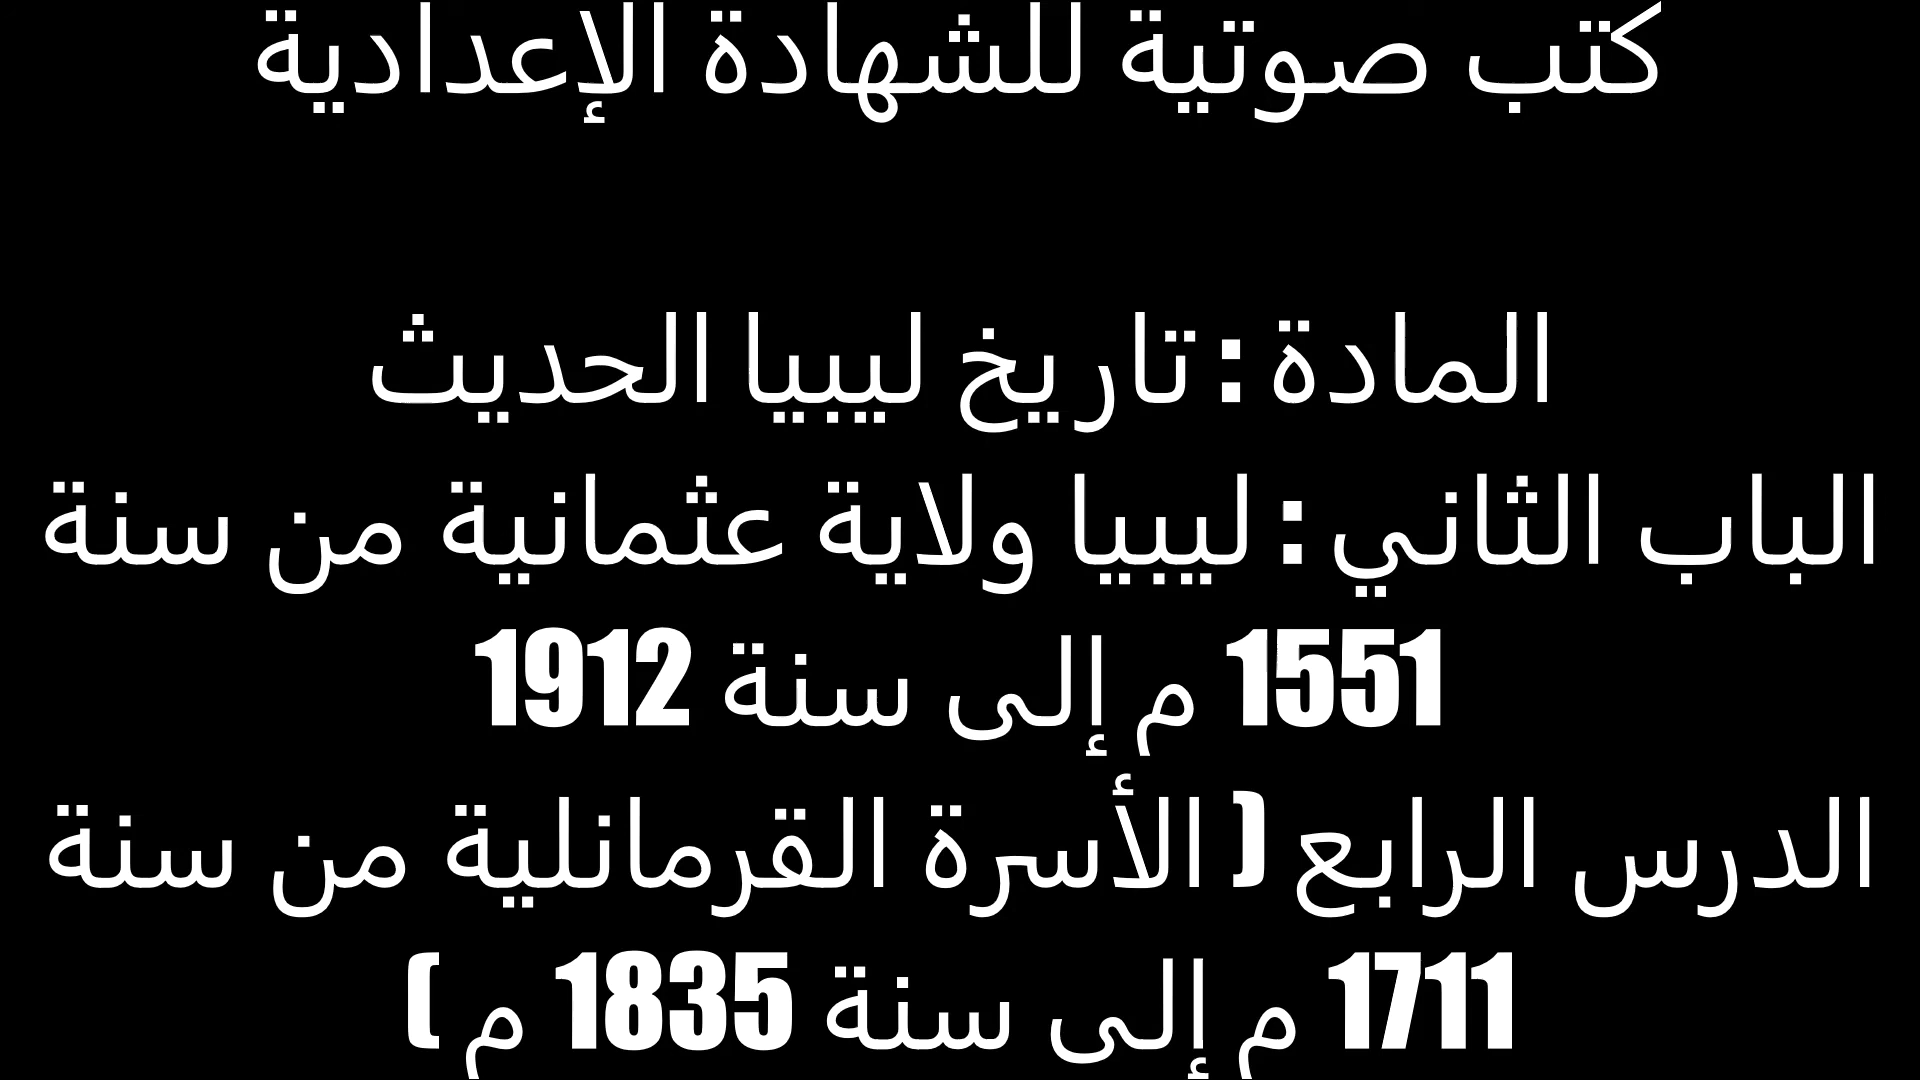 كتب صوتية للشهادة الإعدادية
المادة : تاريخ ليبيا الحديث
الباب الثاني : ليبيا ولاية عثمانية من سنة
1551 م إلى سنة 1912
الدرس الرابع ( الأسرة القرمانلية من سنة
1711 م إلى سنة 1835 م )